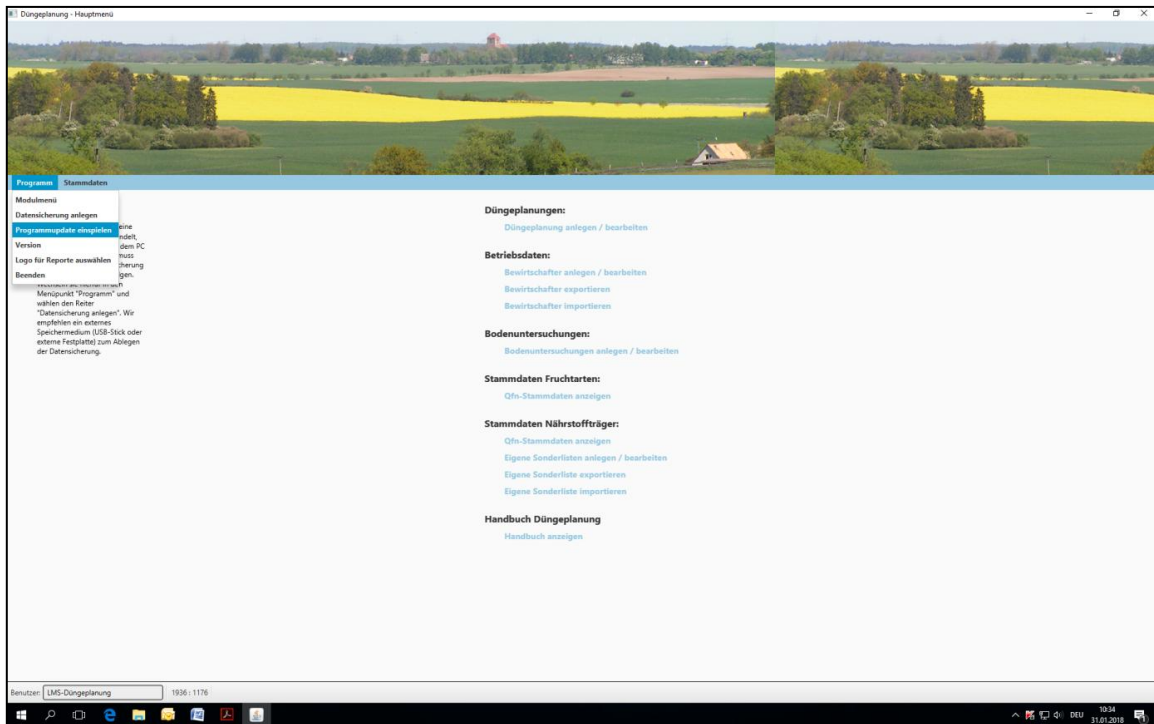 Düngeplanung - Hauptmenü
Programm Stammdaten
Modulmenü
Datensicherung anlegen
Programmupdate einspielen
Version
Logo für Reporte auswählen
Beenden
eine
ndelt,
dem PC
muss
herung
gen.
Menüpunkt "Programm" und
wählen den Reiter
"Datensicherung anlegen". Wir
empfehlen ein externes
Speichermedium (USB-Stick oder
externe Festplatte) zum Ablegen
der Datensicherung.
Düngeplanungen:
Düngeplanung anlegen / bearbeiten
Betriebsdaten:
Bewirtschafter anlegen / bearbeiten
Bewirtschafter exportieren
Bewirtschafter importieren
Bodenuntersuchungen:
Bodenuntersuchungen anlegen / bearbeiten
Stammdaten Fruchtarten:
Qfn-Stammdaten anzeigen
Stammdaten Nährstoffträger:
Qfn-Stammdaten anzeigen
Eigene Sonderlisten anlegen / bearbeiten
Eigene Sonderliste exportieren
Eigene Sonderliste importieren
Handbuch Düngeplanung
Handbuch anzeigen
Benutzer: LMS-Düngeplanung 1936 : 1176
DEU
10:34
31.01.2018